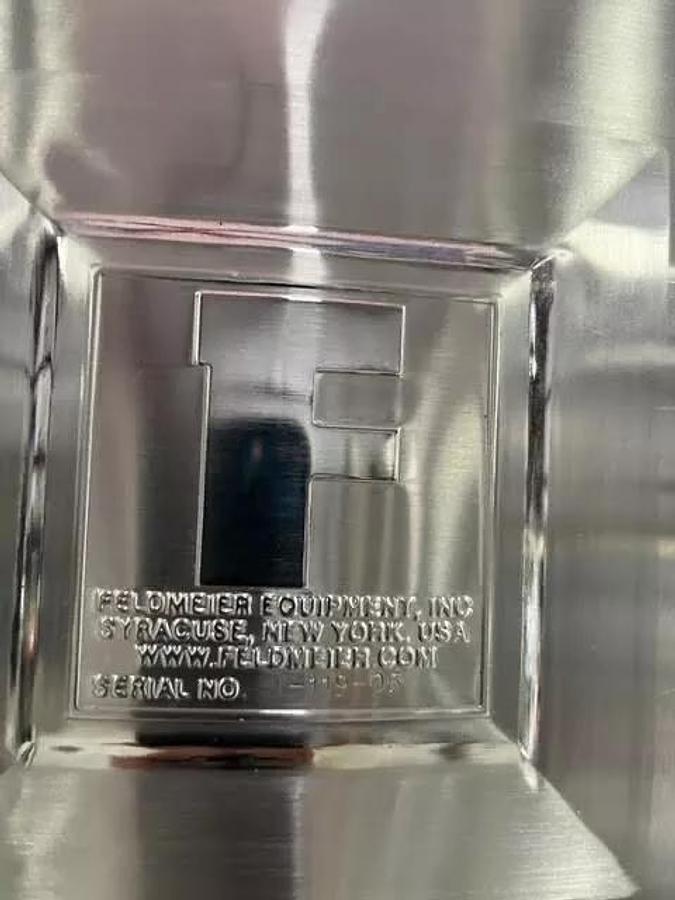 F
FELDMEIER EQUIPMENT, INC
SYRACUSE, NEW YORK, USA
WWW.FELDMEIER.COM
SERIAL NO.